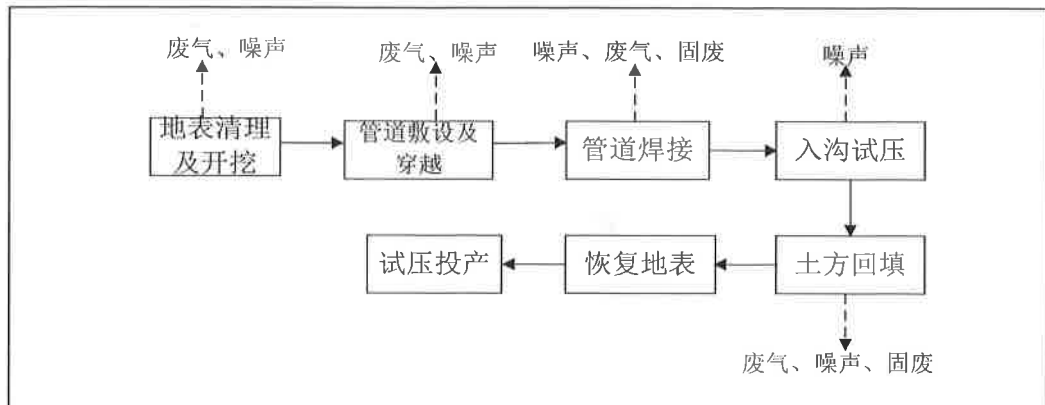 废气、噪声
废气、噪声
噪声、废气、固废
噪声
地表清理
及开挖
管道敷设及
穿越
管道焊接
入沟试压
试压投产
恢复地表
土方回填
废气、噪声、固废